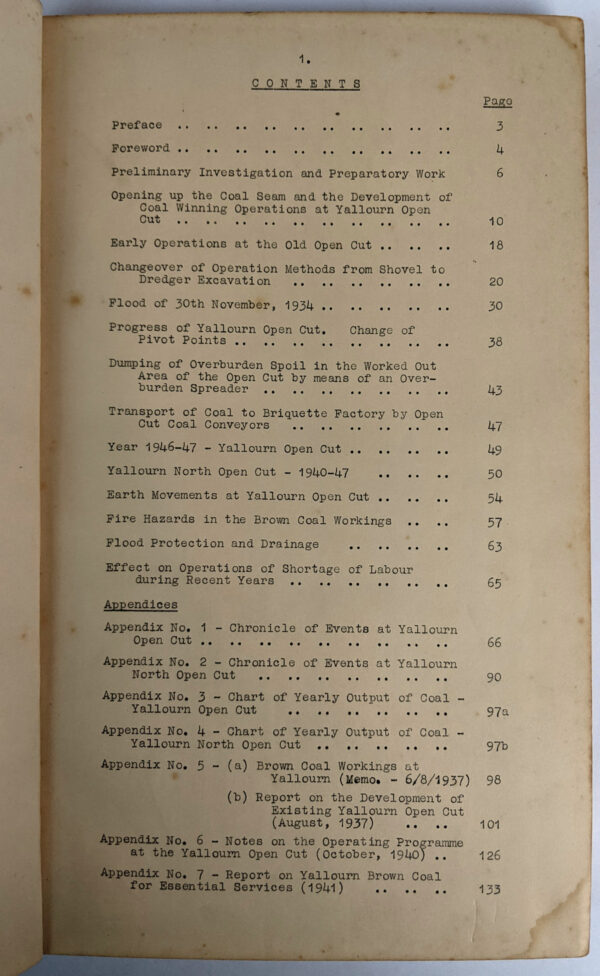 1.
CONTENTS
Page
Preface .. .. .. .. .. .. .. .. .. .. 3
Foreword .. .. .. .. .. .. .. .. .. .. 4
Preliminary Investigation and Preparatory Work 6
Opening up the Coal Seam and the Development of
Coal Winning Operations at Yallourn Open
Cut .. .. .. .. .. .. .. .. .. .. 10
Early Operations at the Old Open Cut .. .. .. 18
Changeover of Operation Methods from Shovel to
Dredger Excavation .. .. .. .. .. .. 20
Flood of 30th November, 1934 .. .. .. .. .. 30
Progress of Yallourn Open Cut. Change of
Pivot Points .. .. .. .. .. .. .. .. 38
Dumping of Overburden Spoil in the Worked Out
Area of the Open Cut by means of an Over-
burden Spreader .. .. .. .. .. .. .. 43
Transport of Coal to Briquette Factory by Open
Cut Coal Conveyors .. .. .. .. .. .. 47
Year 1946-47 - Yallourn Open Cut .. .. .. .. 49
Yallourn North Open Cut - 1940-47 .. .. .. 50
Earth Movements at Yallourn Open Cut .. .. .. 54
Fire Hazards in the Brown Coal Workings .. .. 57
Flood Protection and Drainage .. .. .. .. 63
Effect on Operations of Shortage of Labour
during Recent Years .. .. .. .. .. .. 65
Appendices
Appendix No. 1 - Chronicle of Events at Yallourn
Open Cut .. .. .. .. .. .. .. .. .. 66
Appendix No. 2 - Chronicle of Events at Yallourn
North Open Cut .. .. .. .. .. .. .. 90
Appendix No. 3 - Chart of Yearly Output of Coal -
Yallourn Open Cut .. .. .. .. .. .. 97a
Appendix No. 4 - Chart of Yearly Output of Coal -
Yallourn North Open Cut .. .. .. .. .. 97b
Appendix No. 5 - (a) Brown Coal Workings at
Yallourn (Memo. - 6/8/1937) 98
(b) Report on the Development of
Existing Yallourn Open Cut
(August, 1937) .. .. 101
Appendix No. 6 - Notes on the Operating Programme
at the Yallourn Open Cut (October, 1940) .. 126
Appendix No. 7 - Report on Yallourn Brown Coal
for Essential Services (1941) .. .. .. 133